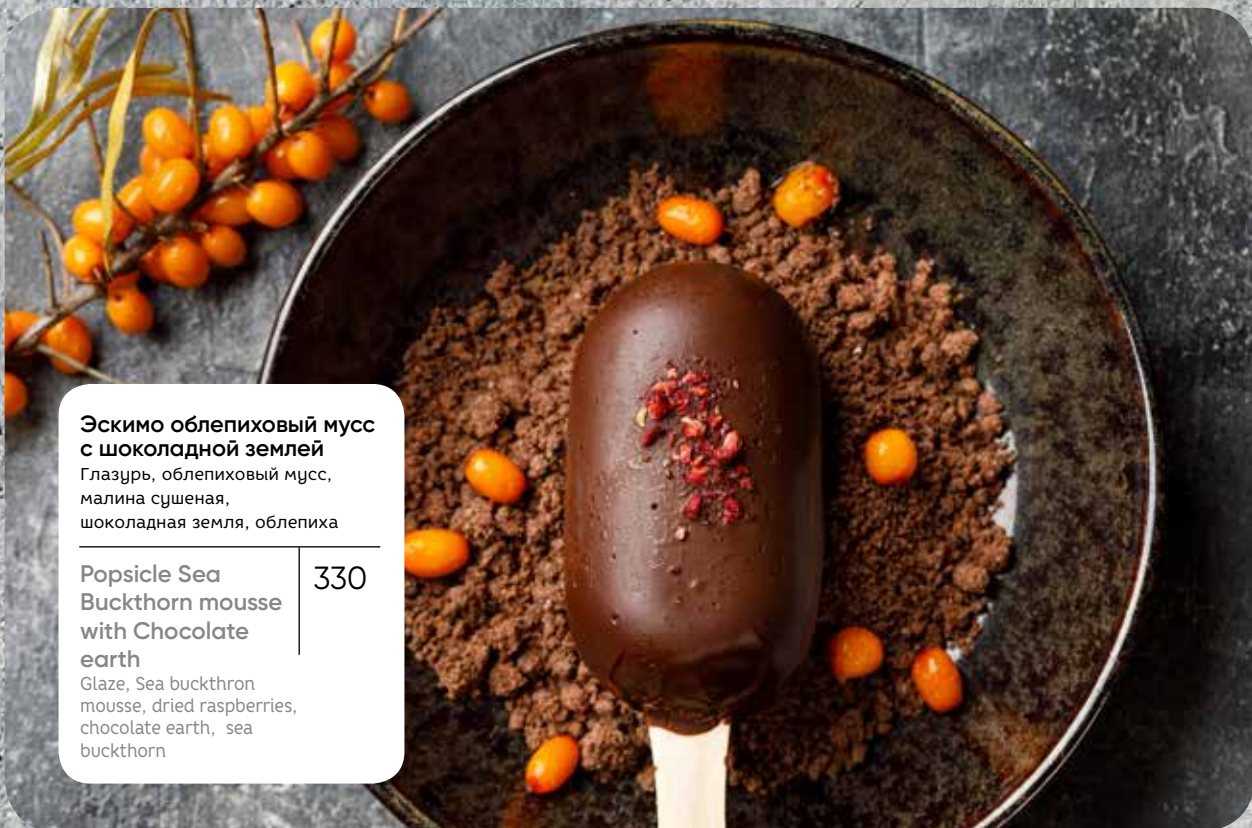 Эскимо облепиховый мусс
с шоколадной землей
Глазурь, облепиховый мусс,
малина сушеная,
шоколадная земля, облепиха
Popsicle Sea
Buckthorn mousse
with Chocolate
earth
330
Glaze, Sea buckthron
mousse, dried raspberries,
chocolate earth, sea
buckthorn